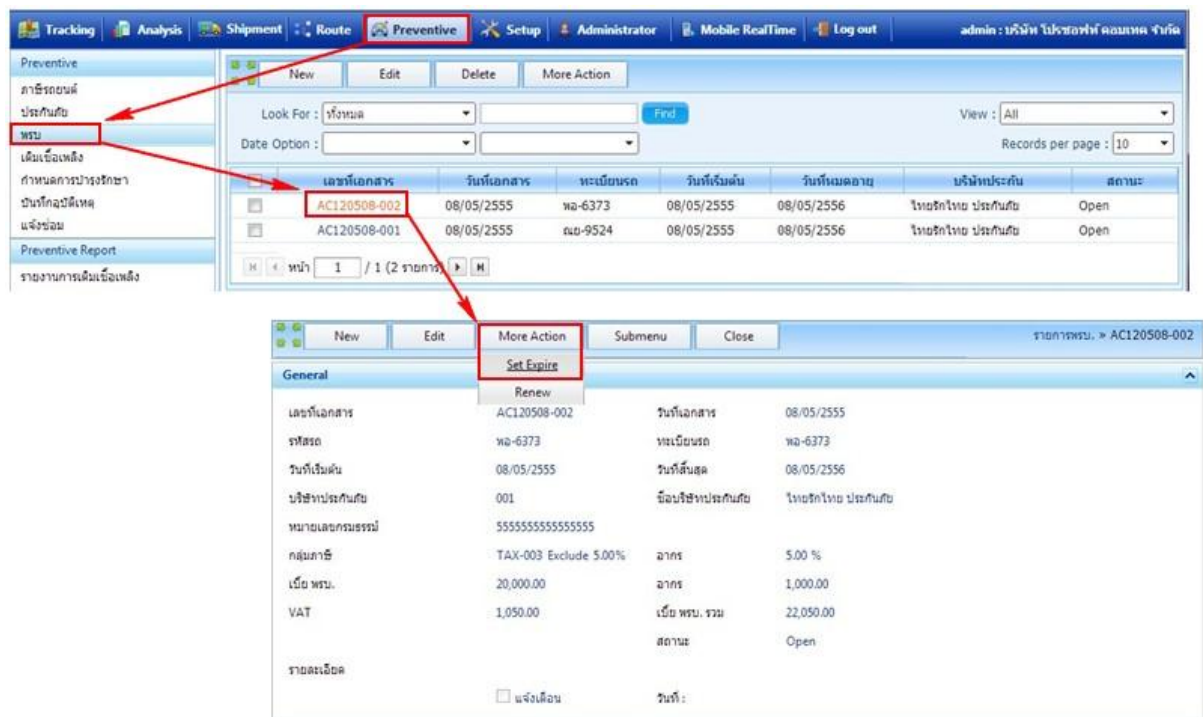 Tracking Analysis Shipment Route Preventive Setup Administrator Mobile RealTime Log out admin : บริษัท โปรซอฟท์ คอมเทค จำกัด
Preventive
ภาษีรถยนต์
ประกันภัย
พรบ
เติมเชื้อเพลิง
กำหนดการบำรุงรักษา
บันทึกอุบัติเหตุ
แจ้งซ่อม
Preventive Report
รายงานการเติมเชื้อเพลิง
New Edit Delete More Action
Look For : ทั้งหมด Find View : All
Date Option : Records per page : 10
เลขที่เอกสาร วันที่เอกสาร ทะเบียนรถ วันที่เริ่มต้น วันที่หมดอายุ บริษัทประกัน สถานะ
AC120508-002 08/05/2555 พอ-6373 08/05/2555 08/05/2556 ไทยรักไทย ประกันภัย Open
AC120508-001 08/05/2555 ณย-9524 08/05/2555 08/05/2556 ไทยรักไทย ประกันภัย Open
หน้า 1 / 1 (2 รายการ)
New Edit More Action Submenu Close รายการพรบ. » AC120508-002
Set Expire
General
Renew
เลขที่เอกสาร AC120508-002 วันที่เอกสาร 08/05/2555
รหัสรถ พอ-6373 ทะเบียนรถ พอ-6373
วันที่เริ่มต้น 08/05/2555 วันที่สิ้นสุด 08/05/2556
บริษัทประกันภัย 001 ชื่อบริษัทประกันภัย ไทยรักไทย ประกันภัย
หมายเลขกรมธรรม์ 5555555555555555
กลุ่มภาษี TAX-003 Exclude 5.00% อากร 5.00 %
เบี้ย พรบ. 20,000.00 อากร 1,000.00
VAT 1,050.00 เบี้ย พรบ. รวม 22,050.00
สถานะ Open
รายละเอียด
แจ้งเตือน วันที่ :